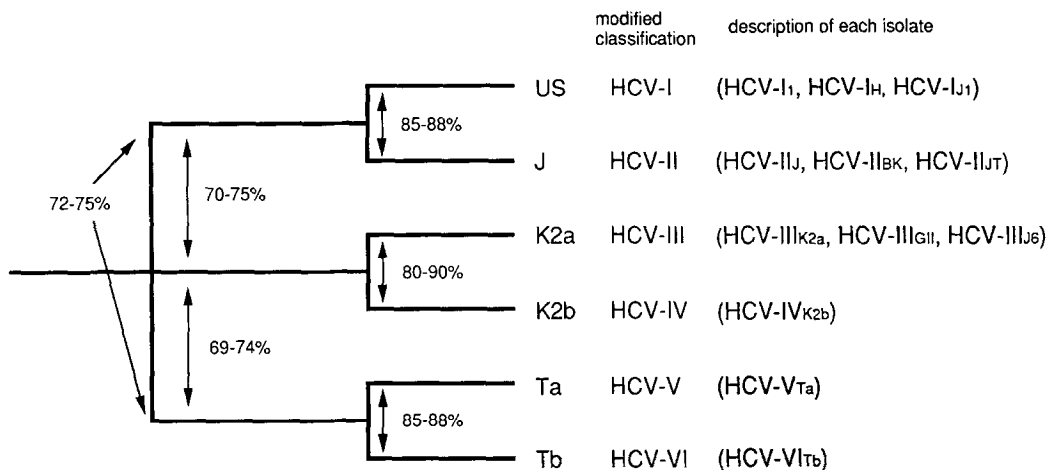 modified classification
description of each isolate
US HCV-I (HCV-I1, HCV-IH, HCV-IJ1)
85-88%
J HCV-II (HCV-IIJ, HCV-IIBK, HCV-IIJT)
72-75%
70-75%
K2a HCV-III (HCV-IIIK2a, HCV-IIIGII, HCV-IIIJ6)
80-90%
K2b HCV-IV (HCV-IVK2b)
69-74%
Ta HCV-V (HCV-VTa)
85-88%
Tb HCV-VI (HCV-VITb)